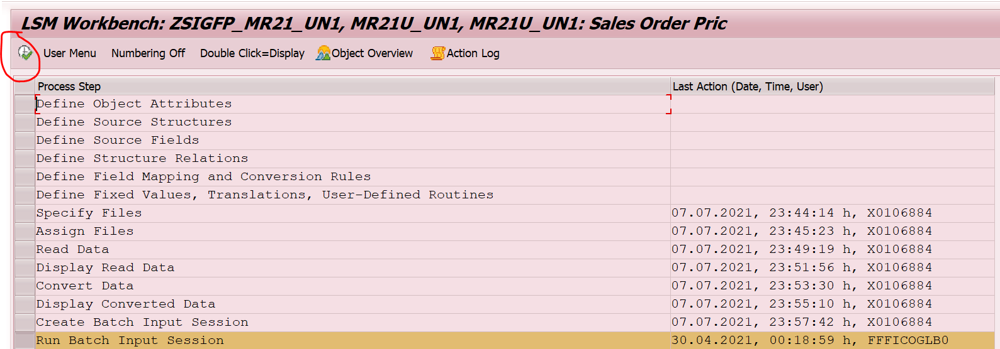 LSM Workbench: ZSIGFP_MR21_UN1, MR21U_UN1, MR21U_UN1: Sales Order Pric
User Menu Numbering Off Double Click=Display Object Overview Action Log
Process Step Last Action (Date, Time, User)
Define Object Attributes
Define Source Structures
Define Source Fields
Define Structure Relations
Define Field Mapping and Conversion Rules
Define Fixed Values, Translations, User-Defined Routines
Specify Files 07.07.2021, 23:44:14 h, X0106884
Assign Files 07.07.2021, 23:45:23 h, X0106884
Read Data 07.07.2021, 23:49:19 h, X0106884
Display Read Data 07.07.2021, 23:51:56 h, X0106884
Convert Data 07.07.2021, 23:53:30 h, X0106884
Display Converted Data 07.07.2021, 23:55:10 h, X0106884
Create Batch Input Session 07.07.2021, 23:57:42 h, X0106884
Run Batch Input Session 30.04.2021, 00:18:59 h, FFFICOGLB0